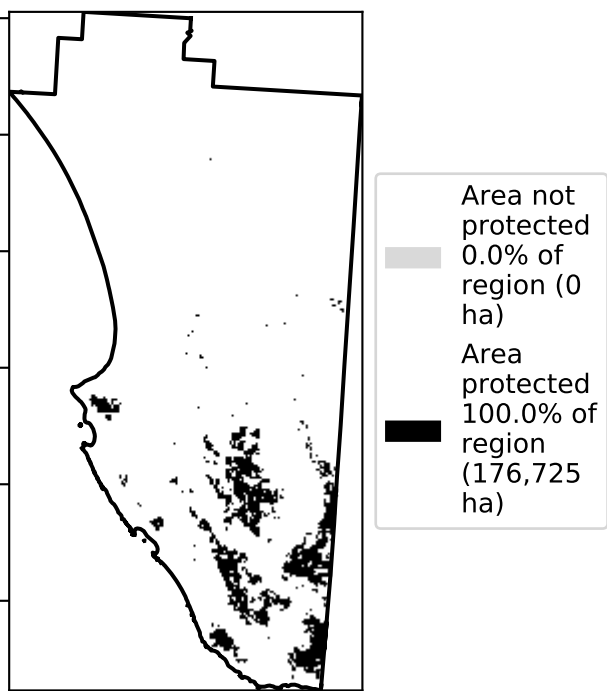 Area not
protected
0.0% of
region (0
ha)
Area
protected
100.0% of
region
(176,725
ha)